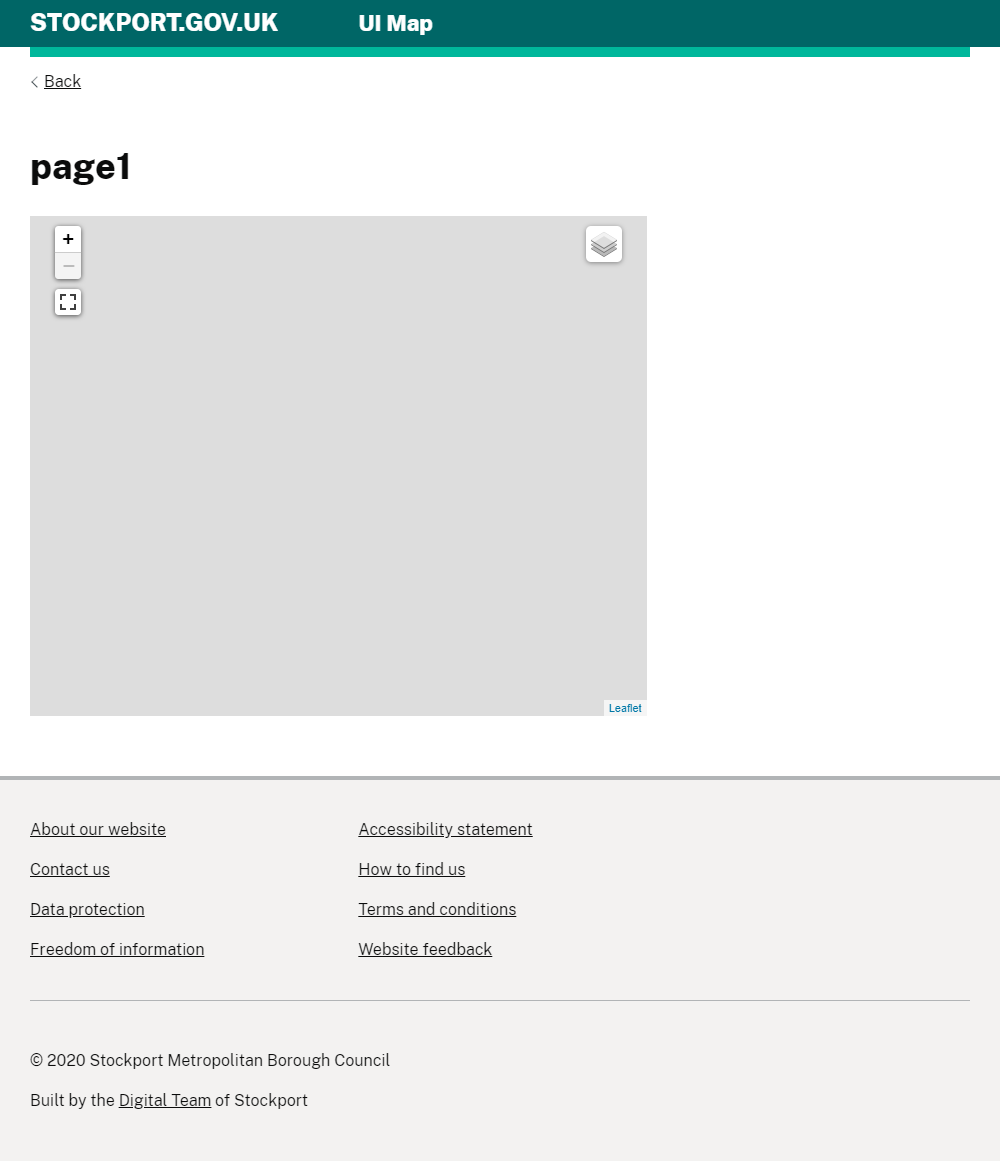 STOCKPORT.GOV.UK UI Map
Back
page1
+
−
Leaflet
About our website Accessibility statement
Contact us How to find us
Data protection Terms and conditions
Freedom of information Website feedback
© 2020 Stockport Metropolitan Borough Council
Built by the Digital Team of Stockport